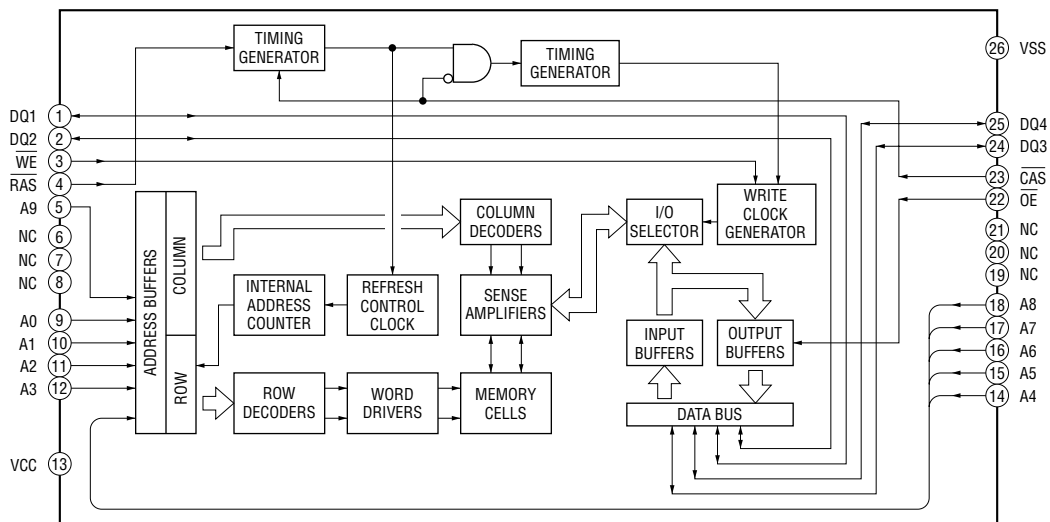 TIMING
GENERATOR
TIMING
GENERATOR
26 VSS
DQ1 1
DQ2 2
WE 3
RAS 4
A9 5
NC 6
NC 7
NC 8
A0 9
A1 10
A2 11
A3 12
VCC 13
25 DQ4
24 DQ3
23 CAS
22 OE
21 NC
20 NC
19 NC
18 A8
17 A7
16 A6
15 A5
14 A4
ADDRESS BUFFERS
COLUMN
ROW
COLUMN
DECODERS
I/O
SELECTOR
WRITE
CLOCK
GENERATOR
INTERNAL
ADDRESS
COUNTER
REFRESH
CONTROL
CLOCK
SENSE
AMPLIFIERS
INPUT
BUFFERS
OUTPUT
BUFFERS
ROW
DECODERS
WORD
DRIVERS
MEMORY
CELLS
DATA BUS